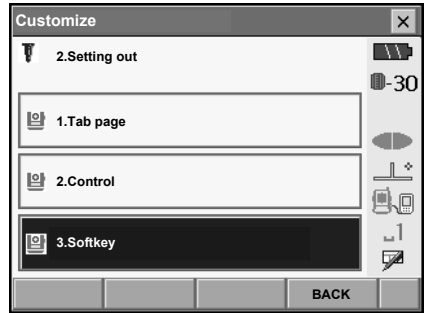 Customize
2.Setting out
-30
1.Tab page
2.Control
3.Softkey
1
BACK